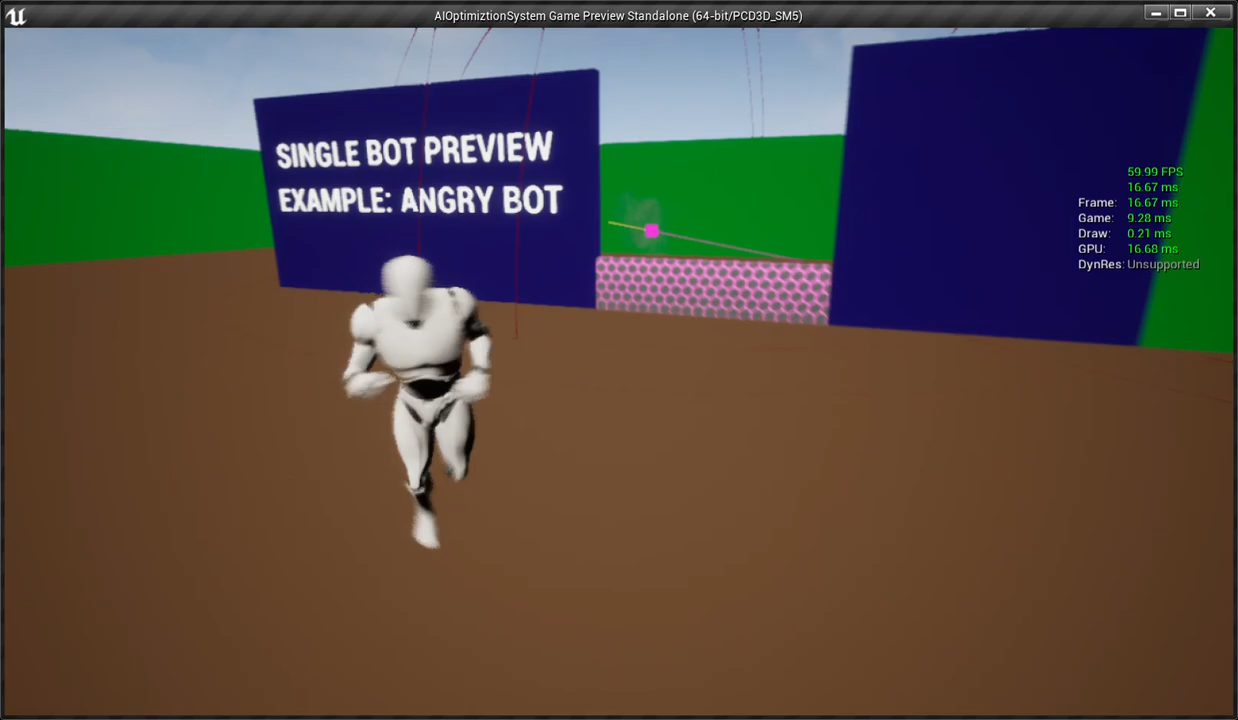 AIOptimiztionSystem Game Preview Standalone (64-bit/PCD3D_SM5)
SINGLE BOT PREVIEW
EXAMPLE: ANGRY BOT
59.99 FPS
16.67 ms
Frame: 16.67 ms
Game: 9.28 ms
Draw: 0.21 ms
GPU: 16.68 ms
DynRes: Unsupported